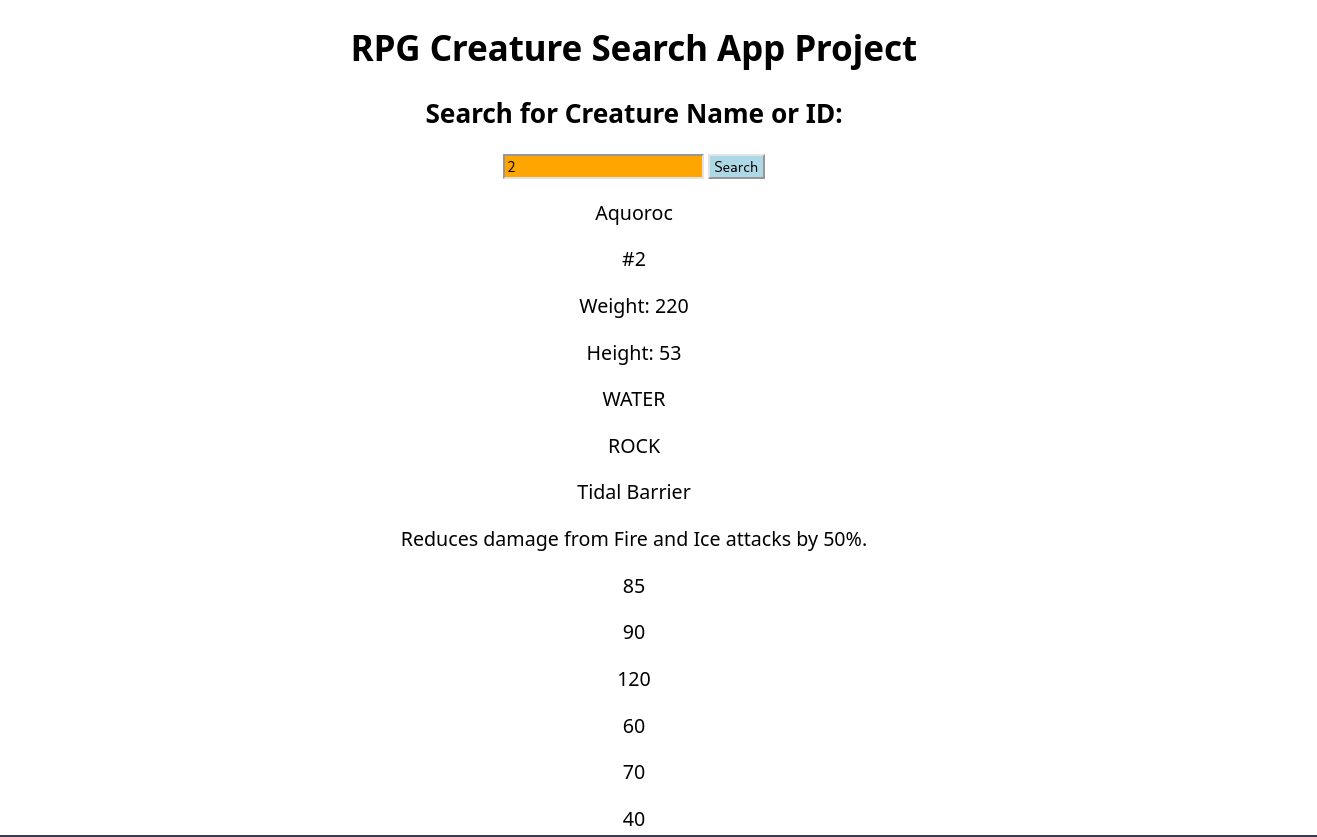 RPG Creature Search App Project
Search for Creature Name or ID:
2 Search
Aquoroc
#2
Weight: 220
Height: 53
WATER
ROCK
Tidal Barrier
Reduces damage from Fire and Ice attacks by 50%.
85
90
120
60
70
40